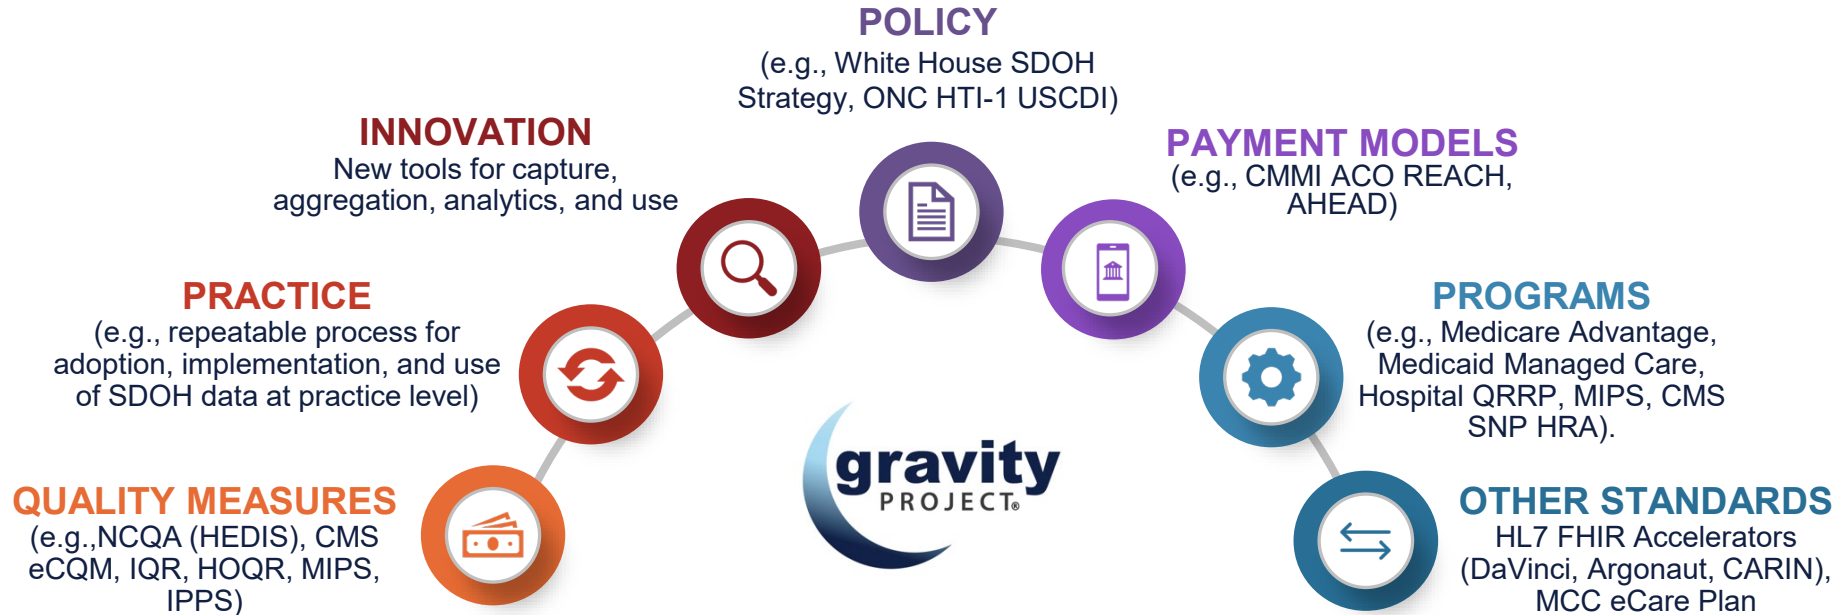 POLICY
(e.g., White House SDOH
Strategy, ONC HTI-1 USCDI)
INNOVATION
New tools for capture,
aggregation, analytics, and use
PAYMENT MODELS
(e.g., CMMI ACO REACH,
AHEAD)
PRACTICE
(e.g., repeatable process for
adoption, implementation, and use
of SDOH data at practice level)
PROGRAMS
(e.g., Medicare Advantage,
Medicaid Managed Care,
Hospital QRRP, MIPS, CMS
SNP HRA).
gravity
PROJECT®
QUALITY MEASURES
(e.g.,NCQA (HEDIS), CMS
eCQM, IQR, HOQR, MIPS,
IPPS)
OTHER STANDARDS
HL7 FHIR Accelerators
(DaVinci, Argonaut, CARIN),
MCC eCare Plan